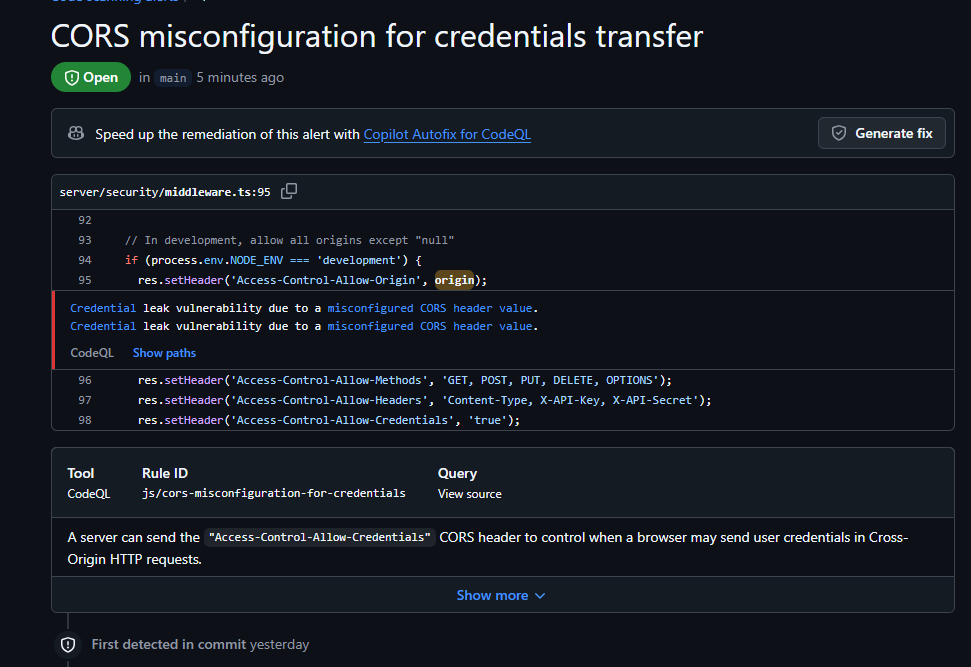 CORS misconfiguration for credentials transfer
Open in main 5 minutes ago
Speed up the remediation of this alert with Copilot Autofix for CodeQL
Generate fix
server/security/middleware.ts:95
92
93 // In development, allow all origins except "null"
94 if (process.env.NODE_ENV === 'development') {
95 res.setHeader('Access-Control-Allow-Origin', origin);
Credential leak vulnerability due to a misconfigured CORS header value.
Credential leak vulnerability due to a misconfigured CORS header value.
CodeQL Show paths
96 res.setHeader('Access-Control-Allow-Methods', 'GET, POST, PUT, DELETE, OPTIONS');
97 res.setHeader('Access-Control-Allow-Headers', 'Content-Type, X-API-Key, X-API-Secret');
98 res.setHeader('Access-Control-Allow-Credentials', 'true');
Tool Rule ID Query
CodeQL js/cors-misconfiguration-for-credentials View source
A server can send the "Access-Control-Allow-Credentials" CORS header to control when a browser may send user credentials in Cross-
Origin HTTP requests.
Show more
First detected in commit yesterday